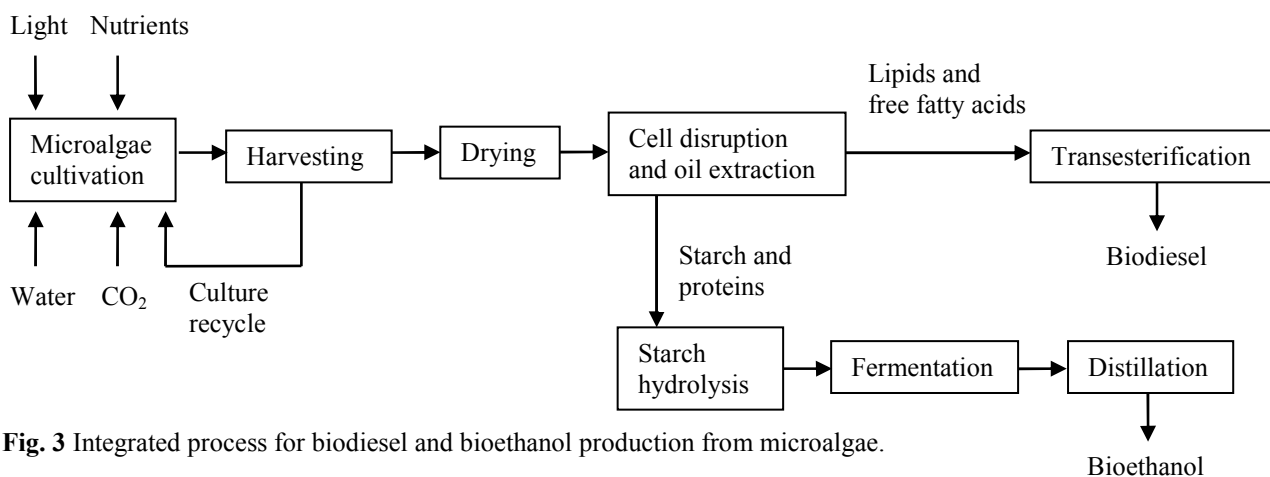 Light Nutrients
Lipids and
free fatty acids
Microalgae
cultivation
Harvesting
Drying
Cell disruption
and oil extraction
Transesterification
Biodiesel
Water CO₂
Culture
recycle
Starch and
proteins
Starch
hydrolysis
Fermentation
Distillation
Bioethanol
Fig. 3 Integrated process for biodiesel and bioethanol production from microalgae.